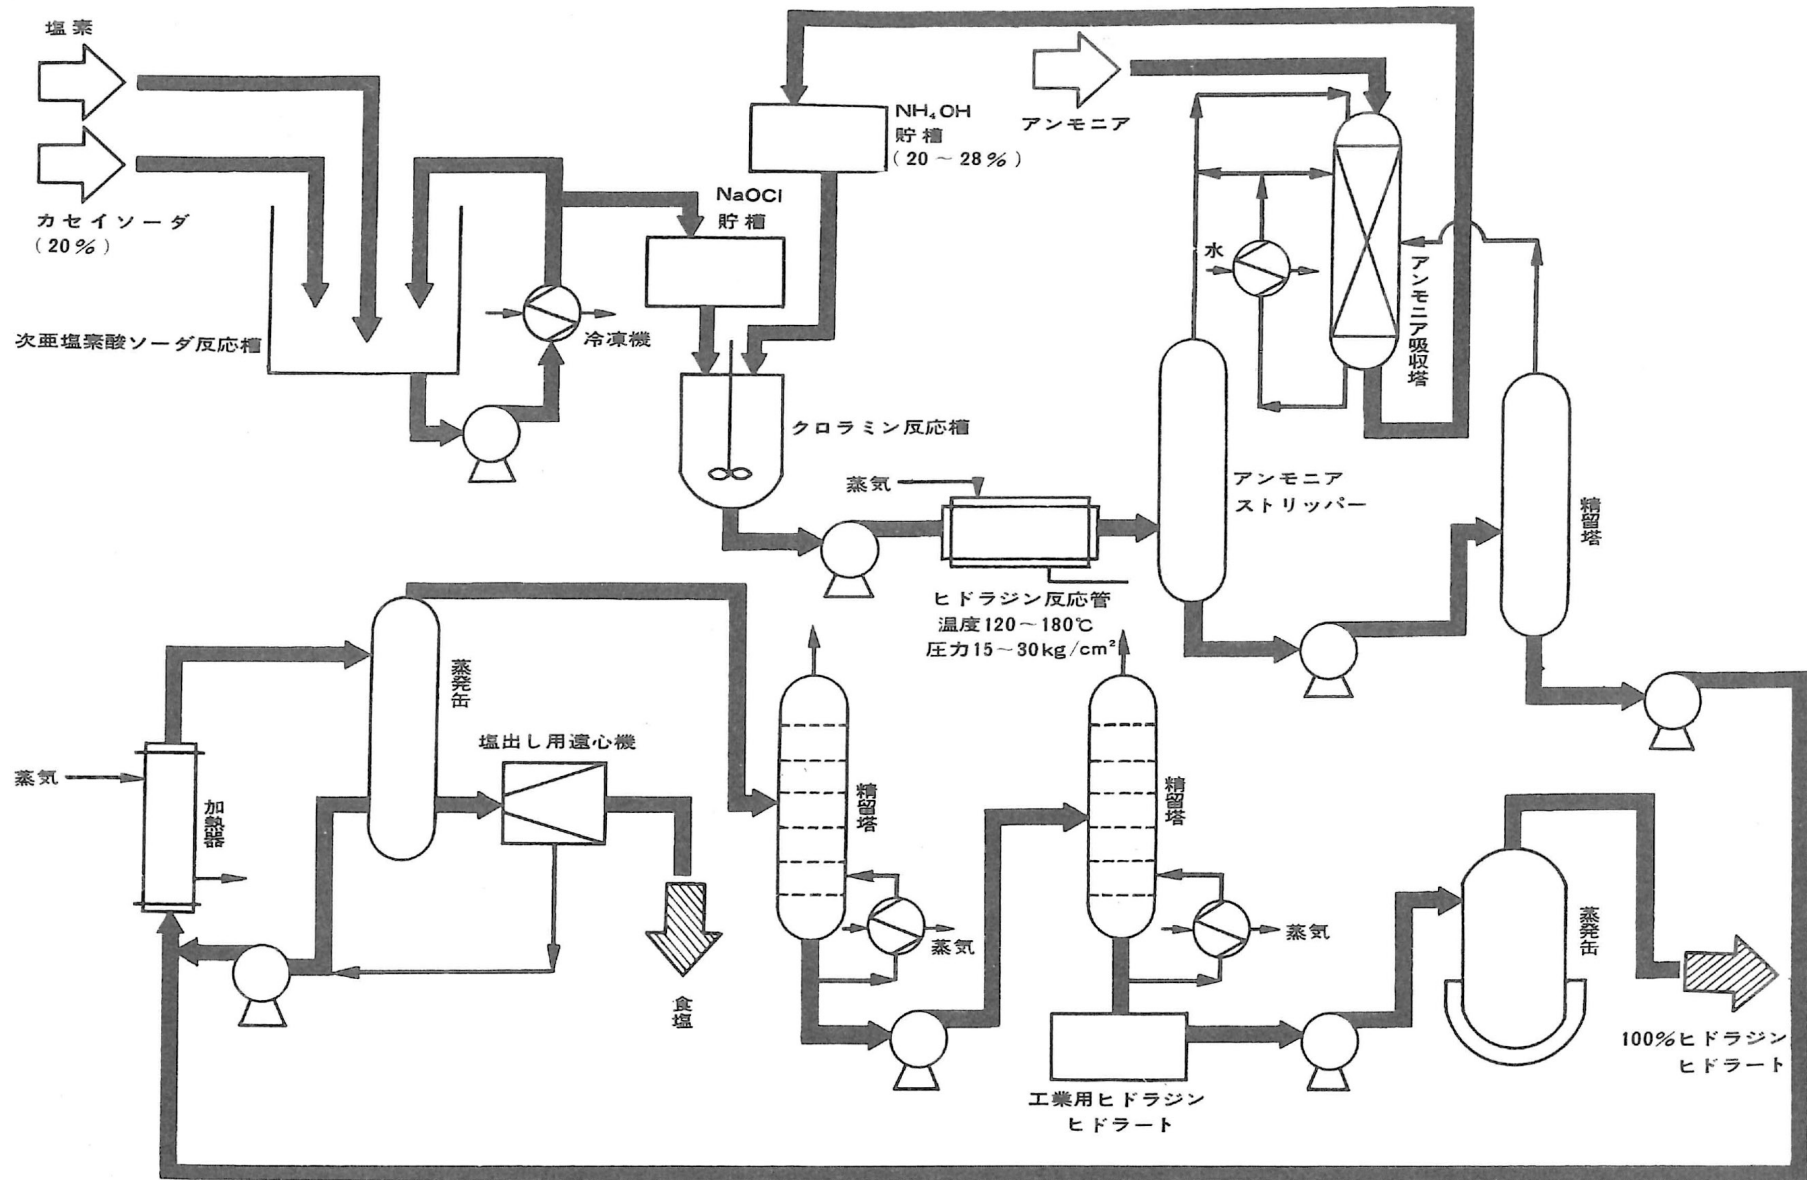 塩素
カセイソーダ
(20%)
次亜塩素酸ソーダ反応槽
冷凍機
NaOCl
貯槽
NH₄OH
貯槽
(20～28%)
クロラミン反応槽
アンモニア
水
アンモニア吸収塔
アンモニア
ストリッパー
精留塔
蒸気
ヒドラジン反応管
温度120～180℃
圧力15～30kg/cm²
蒸気
加熱器
蒸発缶
塩出し用遠心機
食塩
精留塔
蒸気
精留塔
蒸気
工業用ヒドラジン
ヒドラート
蒸発缶
100%ヒドラジン
ヒドラート